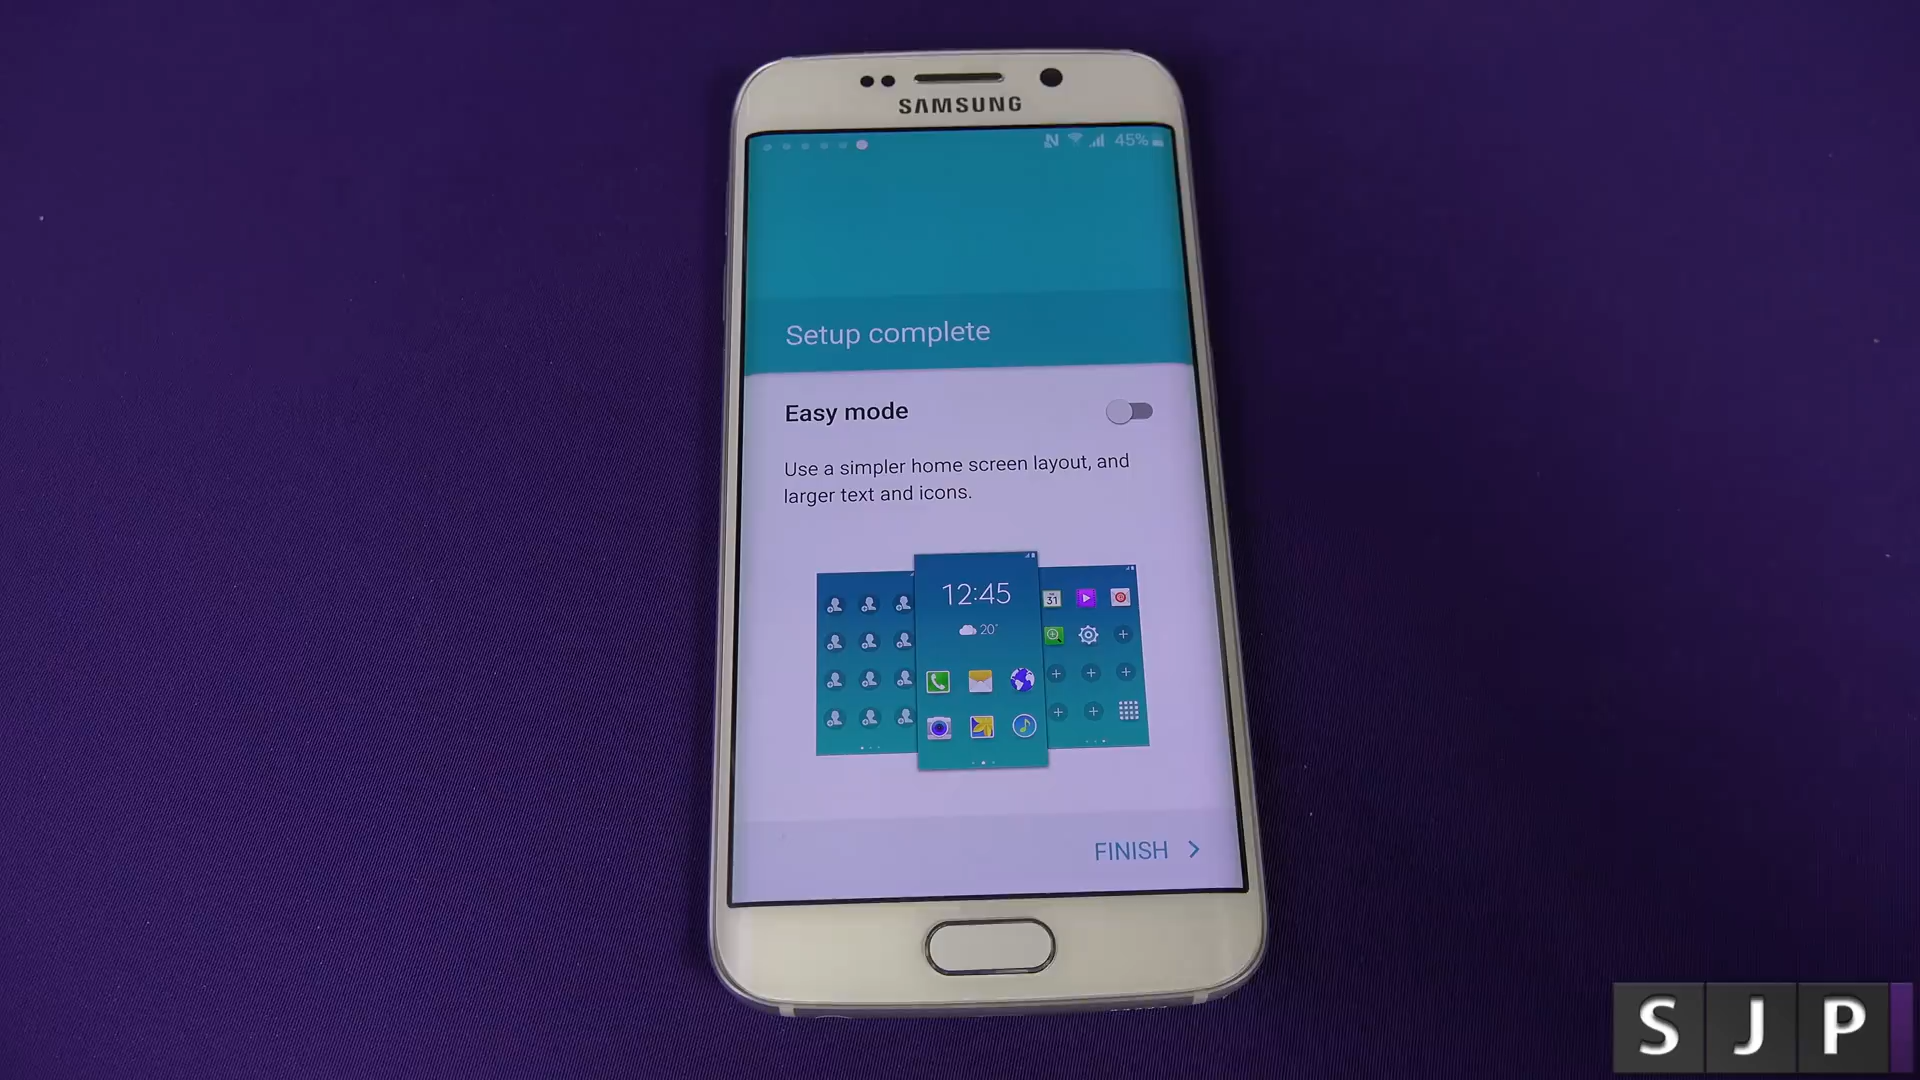 SAMSUNG
45%
Setup complete
Easy mode
Use a simpler home screen layout, and
larger text and icons.
12:45
20°
31
FINISH >
SJP